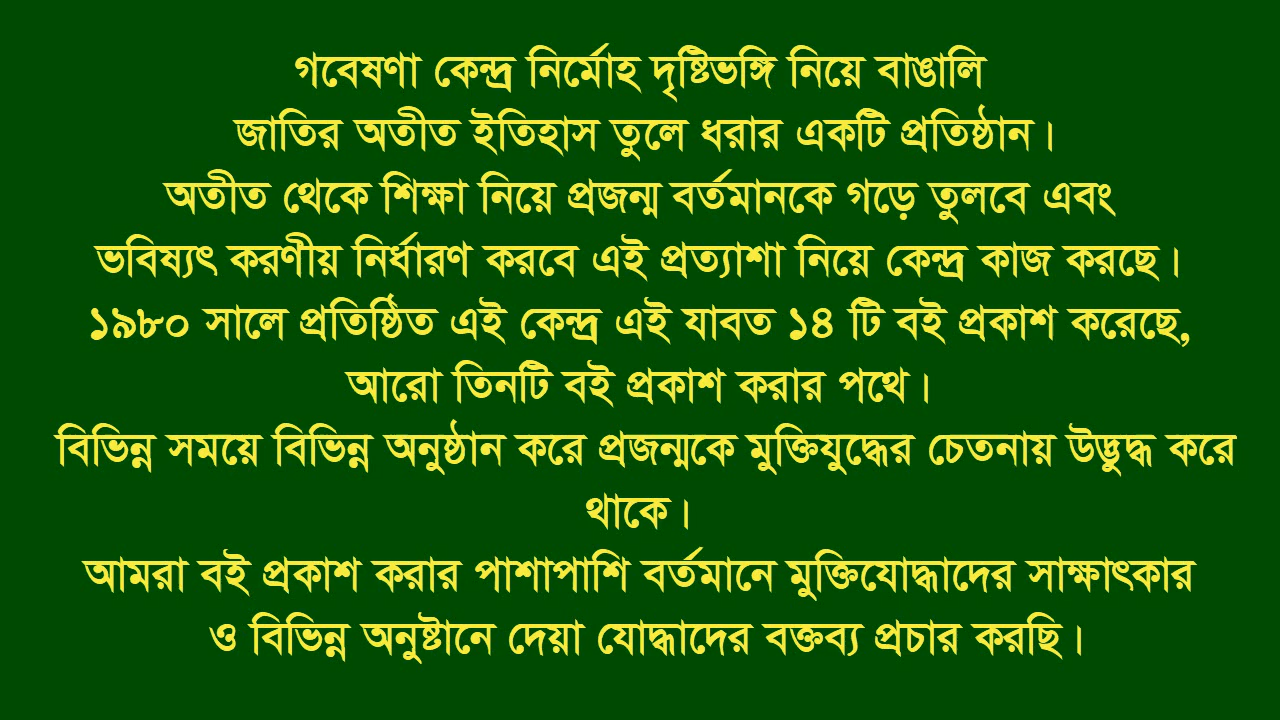 গবেষণা কেন্দ্র নির্মোহ দৃষ্টিভঙ্গি নিয়ে বাঙালি
জাতির অতীত ইতিহাস তুলে ধরার একটি প্রতিষ্ঠান।
অতীত থেকে শিক্ষা নিয়ে প্রজন্ম বর্তমানকে গড়ে তুলবে এবং
ভবিষ্যৎ করণীয় নির্ধারণ করবে এই প্রত্যাশা নিয়ে কেন্দ্র কাজ করছে।
১৯৮০ সালে প্রতিষ্ঠিত এই কেন্দ্র এই যাবত ১৪ টি বই প্রকাশ করেছে,
আরো তিনটি বই প্রকাশ করার পথে।
বিভিন্ন সময়ে বিভিন্ন অনুষ্ঠান করে প্রজন্মকে মুক্তিযুদ্ধের চেতনায় উদ্ভুদ্ধ করে
থাকে।
আমরা বই প্রকাশ করার পাশাপাশি বর্তমানে মুক্তিযোদ্ধাদের সাক্ষাৎকার
ও বিভিন্ন অনুষ্টানে দেয়া যোদ্ধাদের বক্তব্য প্রচার করছি।